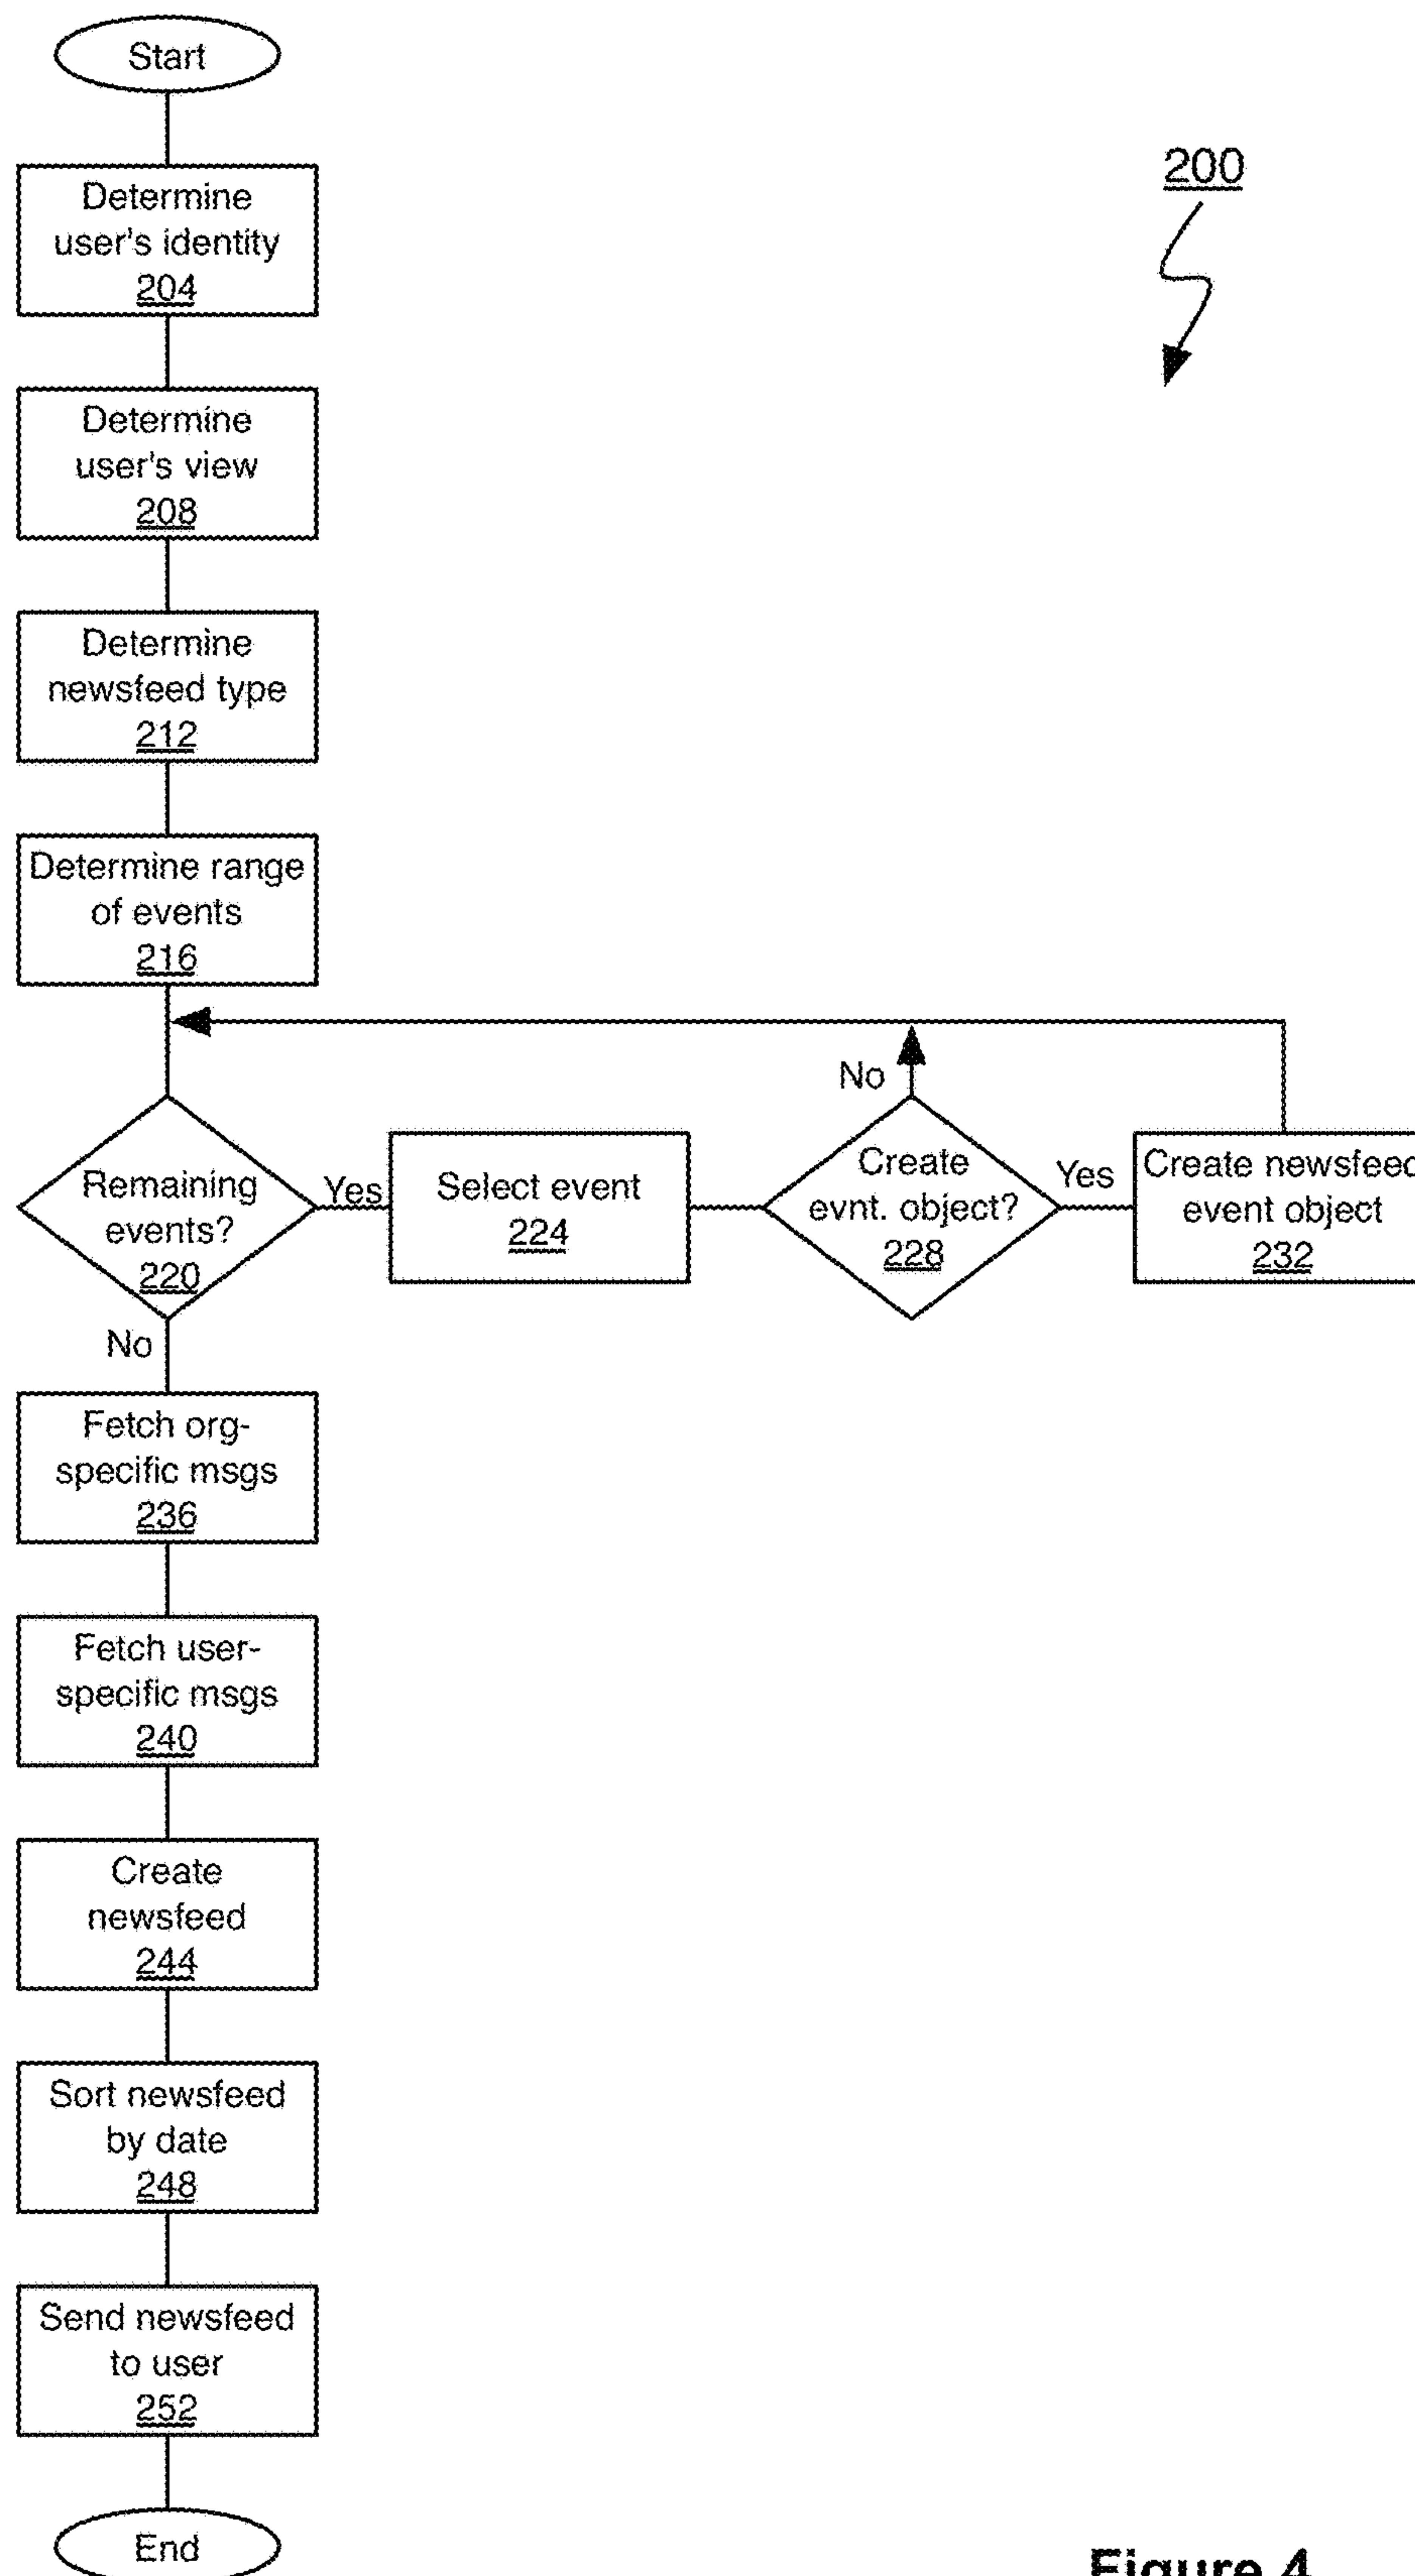 Start
200
Determine
user's identity
204
Determine
user's view
208
Determine
newsfeed type
212
Determine range
of events
216
No
Remaining
events?
220
Yes
Select event
224
Create
evnt. object?
228
Yes
Create newsfeed
event object
232
No
Fetch org-
specific msgs
236
Fetch user-
specific msgs
240
Create
newsfeed
244
Sort newsfeed
by date
248
Send newsfeed
to user
252
End
Figure 4